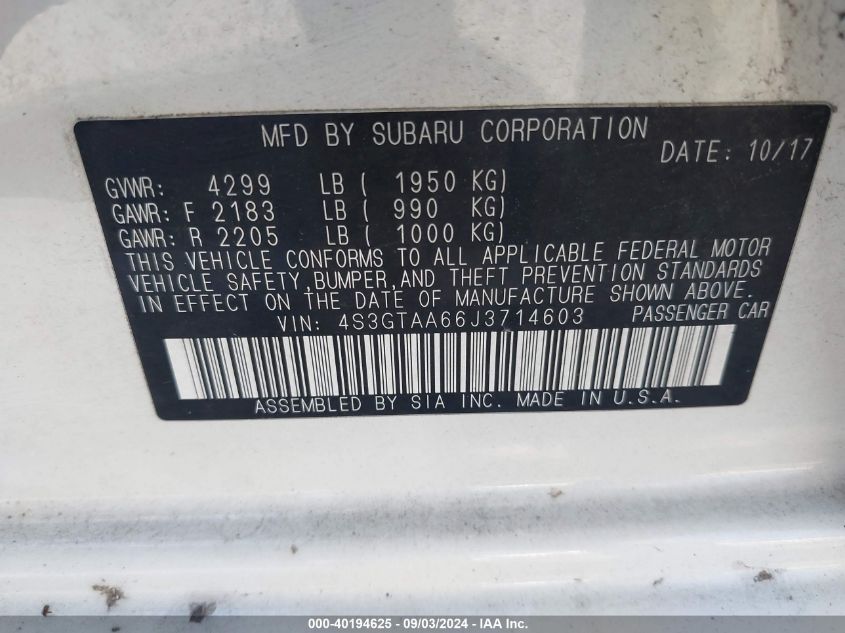 MFD BY SUBARU CORPORATION
DATE: 10/17
GVWR: 4299 LB ( 1950 KG)
GAWR: F 2183 LB ( 990 KG)
GAWR: R 2205 LB ( 1000 KG)
THIS VEHICLE CONFORMS TO ALL APPLICABLE FEDERAL MOTOR
VEHICLE SAFETY,BUMPER,AND THEFT PREVENTION STANDARDS
IN EFFECT ON THE DATE OF MANUFACTURE SHOWN ABOVE.
VIN: 4S3GTAA66J3714603 PASSENGER CAR
ASSEMBLED BY SIA INC. MADE IN U.S.A.
000-40194625 - 09/03/2024 - IAA Inc.